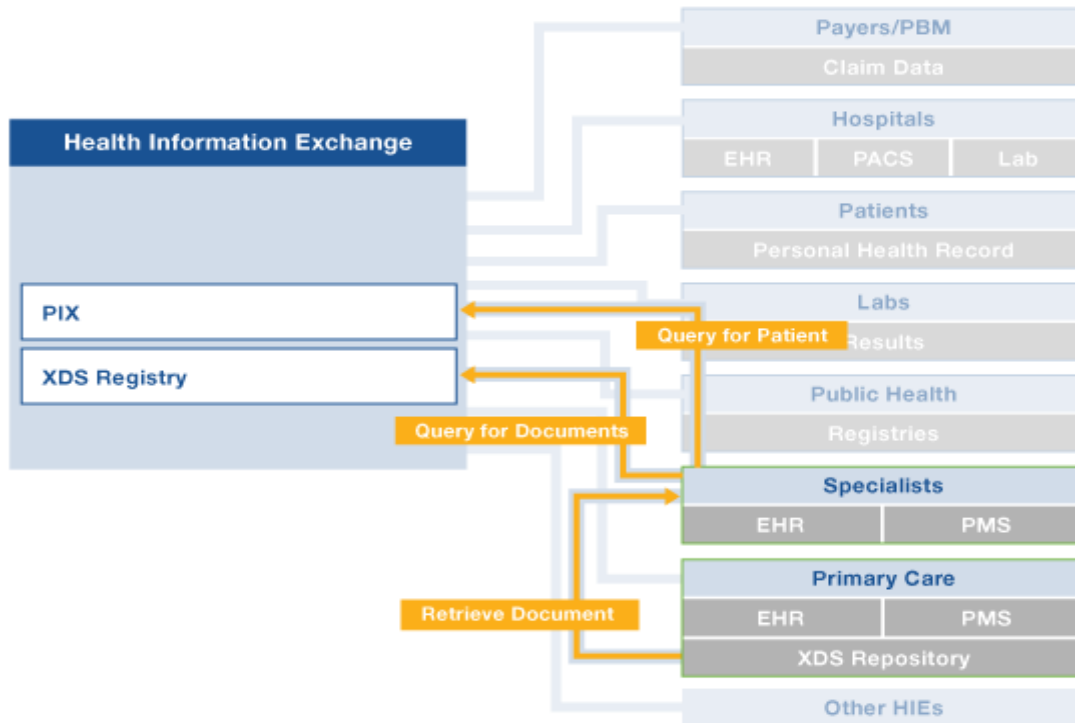 Payers/PBM
Claim Data
Health Information Exchange
Hospitals
EHR PACS Lab
Patients
Personal Health Record
PIX
Labs
Query for Patient
Results
XDS Registry
Public Health
Query for Documents
Registries
Specialists
EHR PMS
Primary Care
Retrieve Document
EHR PMS
XDS Repository
Other HIEs